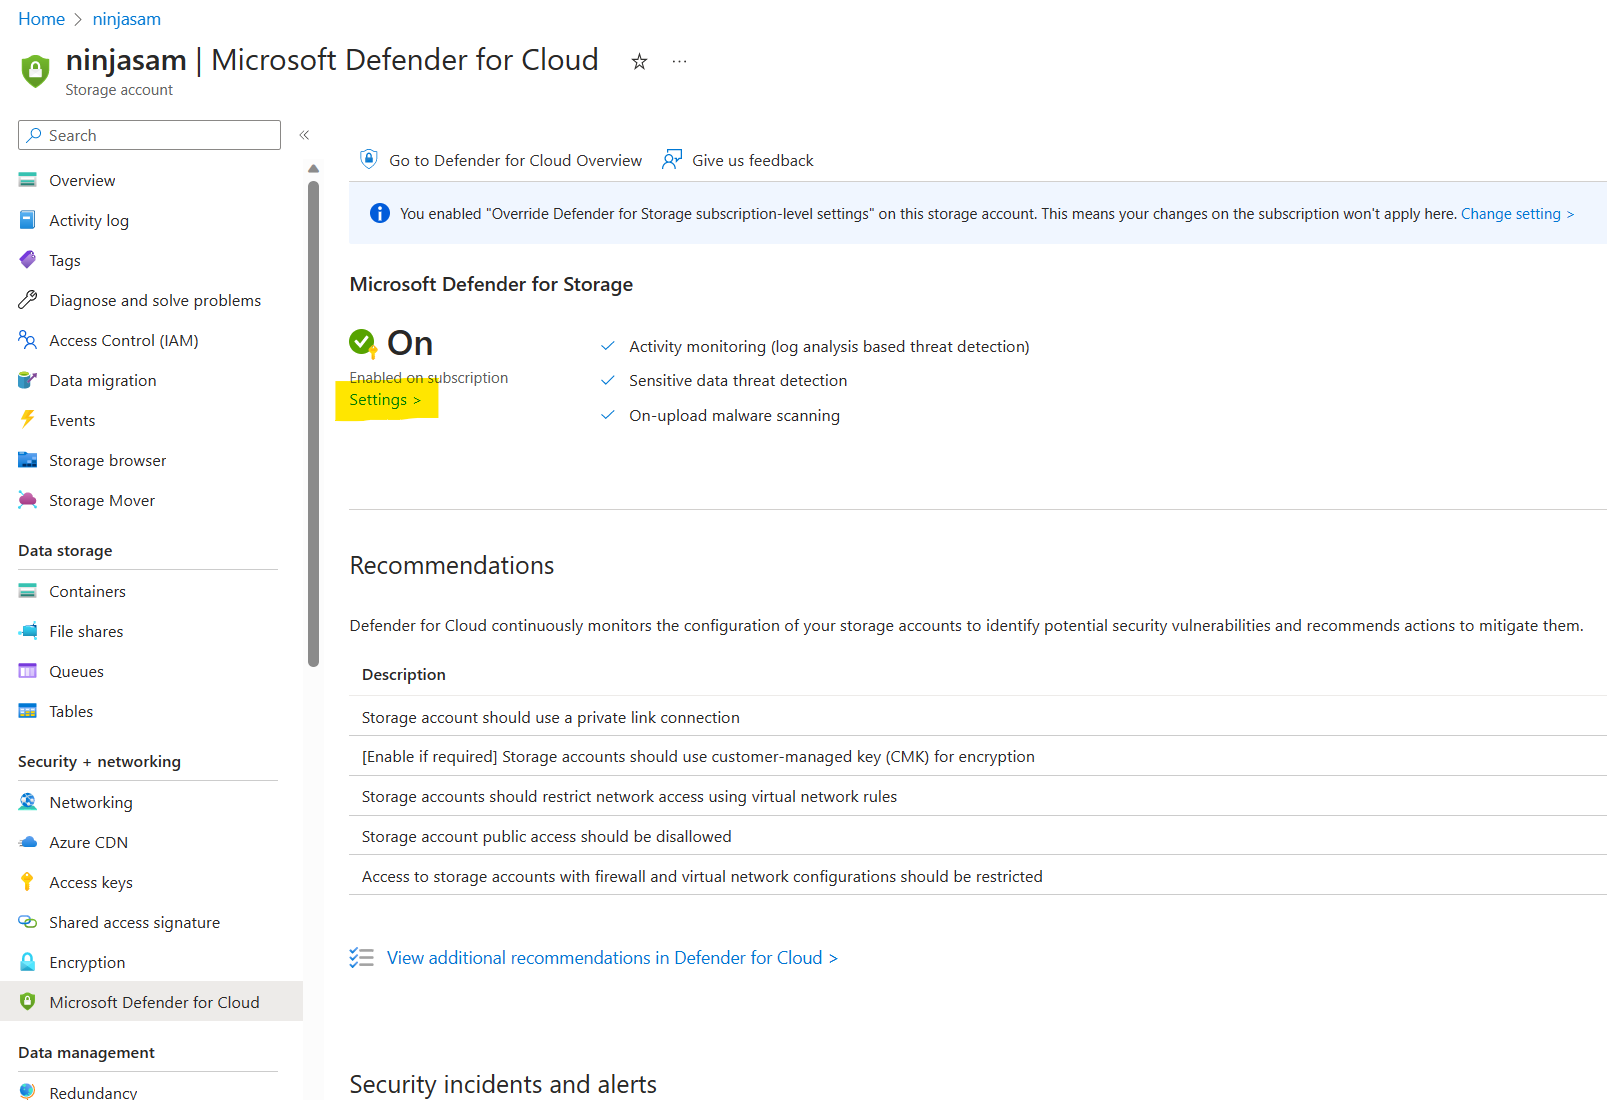 Home > ninjasam
ninjasam | Microsoft Defender for Cloud ☆ ···
Storage account
Search «
Overview
Activity log
Tags
Diagnose and solve problems
Access Control (IAM)
Data migration
Events
Storage browser
Storage Mover
Data storage
Containers
File shares
Queues
Tables
Security + networking
Networking
Azure CDN
Access keys
Shared access signature
Encryption
Microsoft Defender for Cloud
Data management
Redundancy
Go to Defender for Cloud Overview Give us feedback
You enabled "Override Defender for Storage subscription-level settings" on this storage account. This means your changes on the subscription won't apply here. Change setting >
Microsoft Defender for Storage
On
Enabled on subscription
Settings >
Activity monitoring (log analysis based threat detection)
Sensitive data threat detection
On-upload malware scanning
Recommendations
Defender for Cloud continuously monitors the configuration of your storage accounts to identify potential security vulnerabilities and recommends actions to mitigate them.
Description
Storage account should use a private link connection
[Enable if required] Storage accounts should use customer-managed key (CMK) for encryption
Storage accounts should restrict network access using virtual network rules
Storage account public access should be disallowed
Access to storage accounts with firewall and virtual network configurations should be restricted
View additional recommendations in Defender for Cloud >
Security incidents and alerts